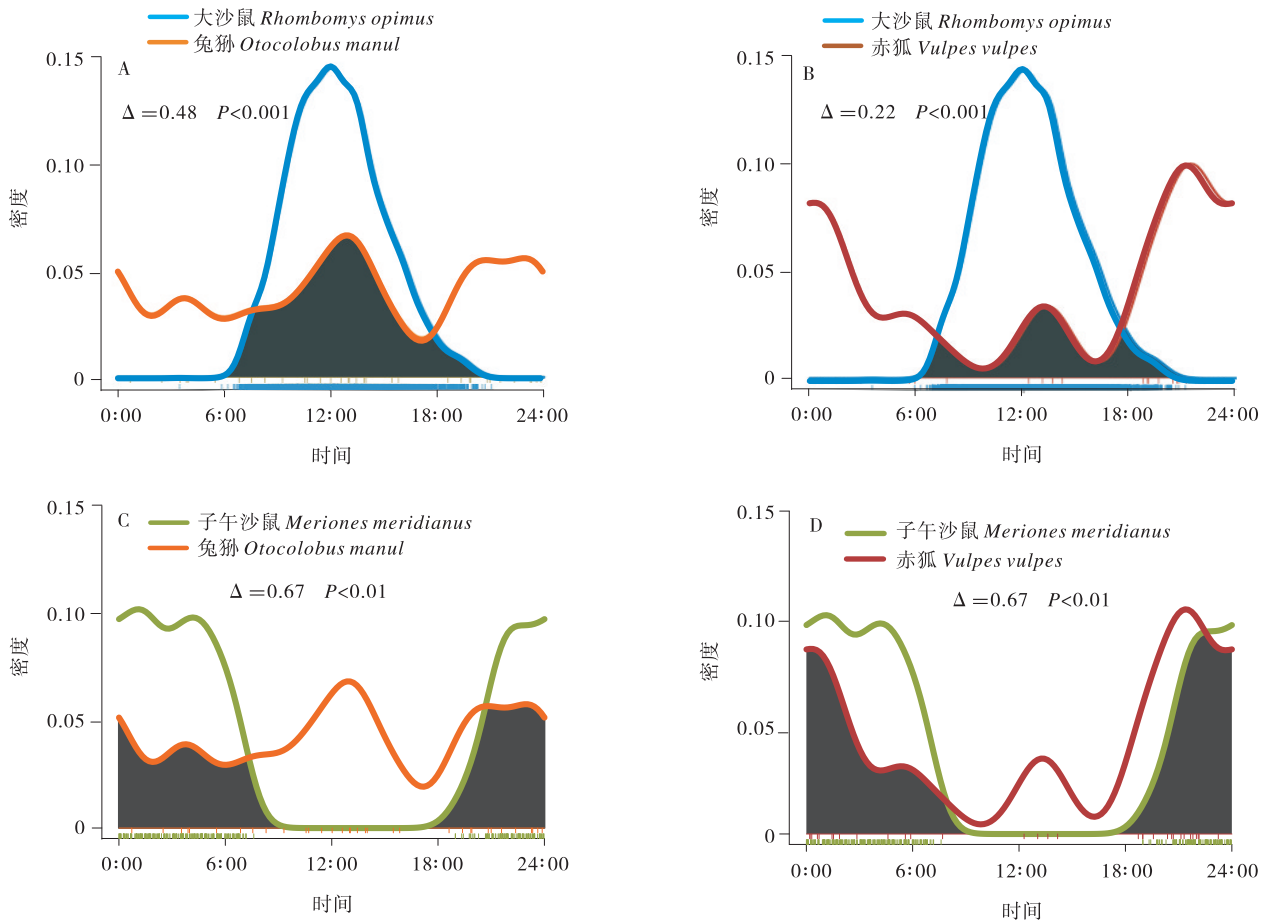 大沙鼠 Rhombomys opimus
兔狲 Otocolobus manul
A
Δ=0.48 P<0.001
0.15
0.10
0.05
0
密度
0:00 6:00 12:00 18:00 24:00
时间
大沙鼠 Rhombomys opimus
赤狐 Vulpes vulpes
B
Δ=0.22 P<0.001
0.15
0.10
0.05
0
密度
0:00 6:00 12:00 18:00 24:00
时间
C
子午沙鼠 Meriones meridianus
兔狲 Otocolobus manul
Δ=0.67 P<0.01
0.15
0.10
0.05
0
密度
0:00 6:00 12:00 18:00 24:00
时间
D
子午沙鼠 Meriones meridianus
赤狐 Vulpes vulpes
Δ=0.67 P<0.01
0.15
0.10
0.05
0
密度
0:00 6:00 12:00 18:00 24:00
时间